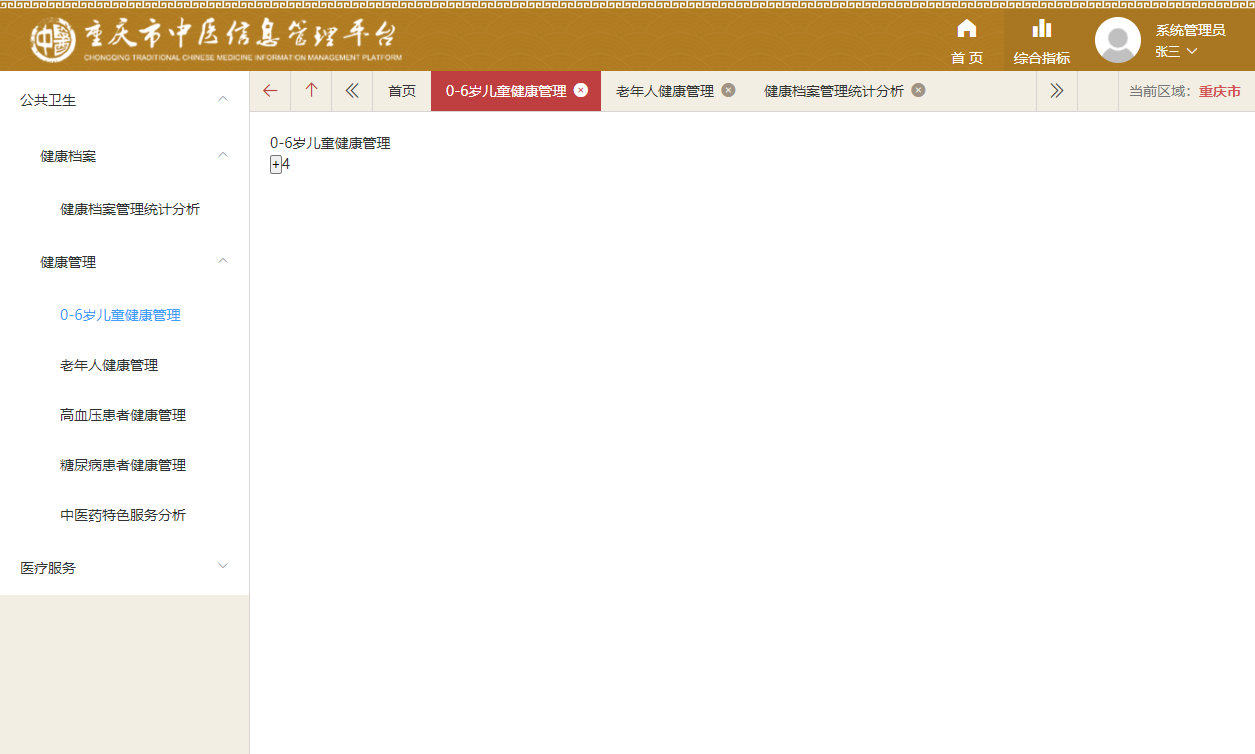 重庆市中医信息管理平台
CHONGQING TRADITIONAL CHINESE MEDICINE INFORMATION MANAGEMENT PLATFORM
首 页
综合指标
系统管理员
张三
公共卫生
健康档案
健康档案管理统计分析
健康管理
0-6岁儿童健康管理
老年人健康管理
高血压患者健康管理
糖尿病患者健康管理
中医药特色服务分析
医疗服务
首页
0-6岁儿童健康管理
老年人健康管理
健康档案管理统计分析
当前区域：重庆市
0-6岁儿童健康管理
+4